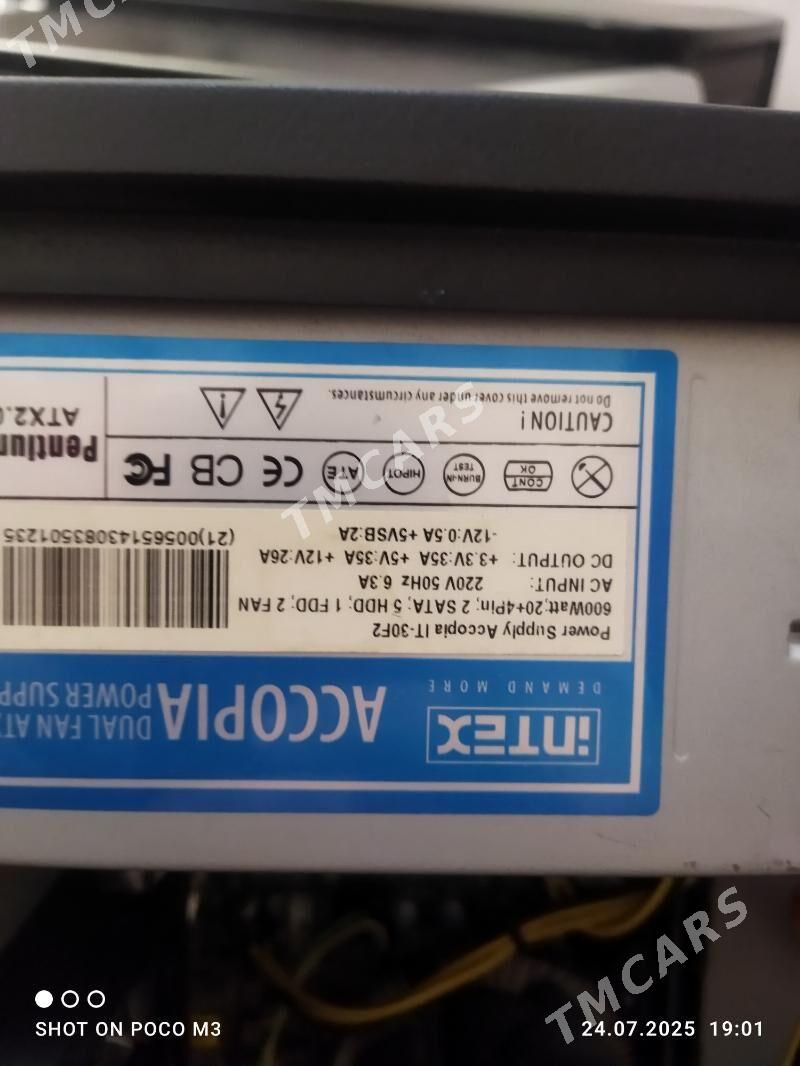 TMCARS
iNTEX
DEMAND MORE
ACCOPIA
DUAL FAN ATX
POWER SUPP
Power Supply Accopia IT-30F2
600Watt;20+4Pin; 2 SATA; 5 HDD; 1 FDD; 2 FAN
AC INPUT: 220V 50Hz 6.3A
DC OUTPUT: +3.3V:35A +5V:35A +12V:26A
-12V:0.5A +5VSB:2A
(21)00565143083501235
CONT OK
BURN-IN TEST
HIPOT
ATE
CE CB FC
Pentium
ATX2.0
CAUTION!
Do not remove this cover under any circumstances.
TMCARS
TMCARS
SHOT ON POCO M3
24.07.2025 19:01